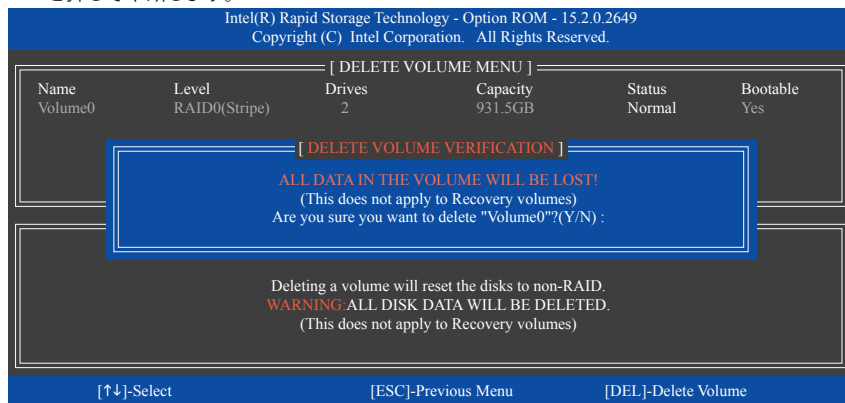 Intel(R) Rapid Storage Technology - Option ROM - 15.2.0.2649
Copyright (C) Intel Corporation. All Rights Reserved.
[ DELETE VOLUME MENU ]
Name Level Drives Capacity Status Bootable
Volume0 RAID0(Stripe) 2 931.5GB Normal Yes
[ DELETE VOLUME VERIFICATION ]
ALL DATA IN THE VOLUME WILL BE LOST!
(This does not apply to Recovery volumes)
Are you sure you want to delete "Volume0"?(Y/N) :
Deleting a volume will reset the disks to non-RAID.
WARNING:ALL DISK DATA WILL BE DELETED.
(This does not apply to Recovery volumes)
[↑↓]-Select [ESC]-Previous Menu [DEL]-Delete Volume